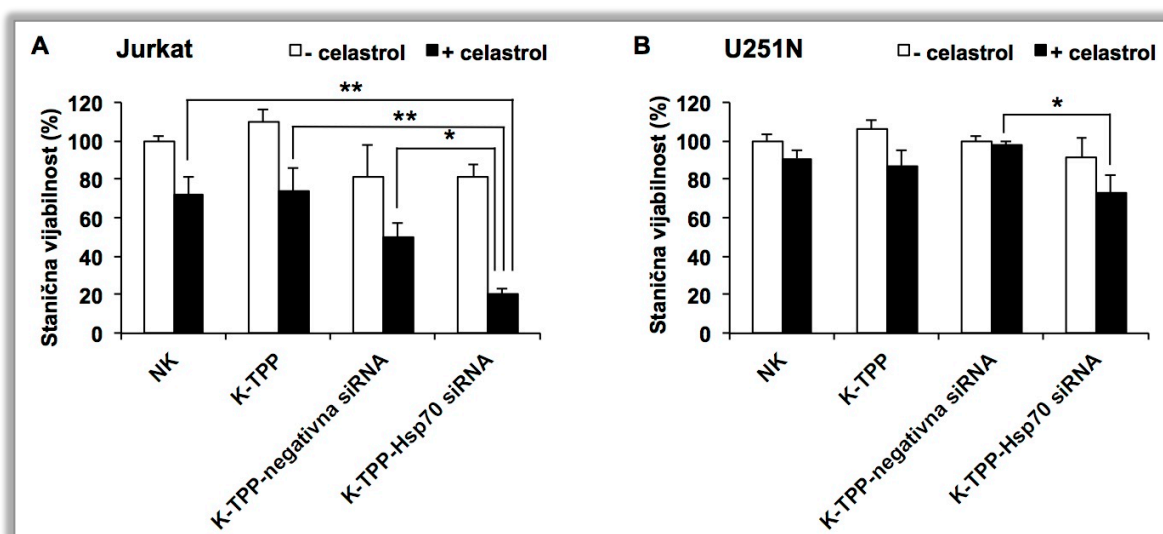 A Jurkat - celastrol + celastrol
** 
**
*
Stanična vijabilnost (%)
120
100
80
60
40
20
0
NK
K-TPP
K-TPP-negativna siRNA
K-TPP-Hsp70 siRNA
B U251N - celastrol + celastrol
*
Stanična vijabilnost (%)
120
100
80
60
40
20
0
NK
K-TPP
K-TPP-negativna siRNA
K-TPP-Hsp70 siRNA